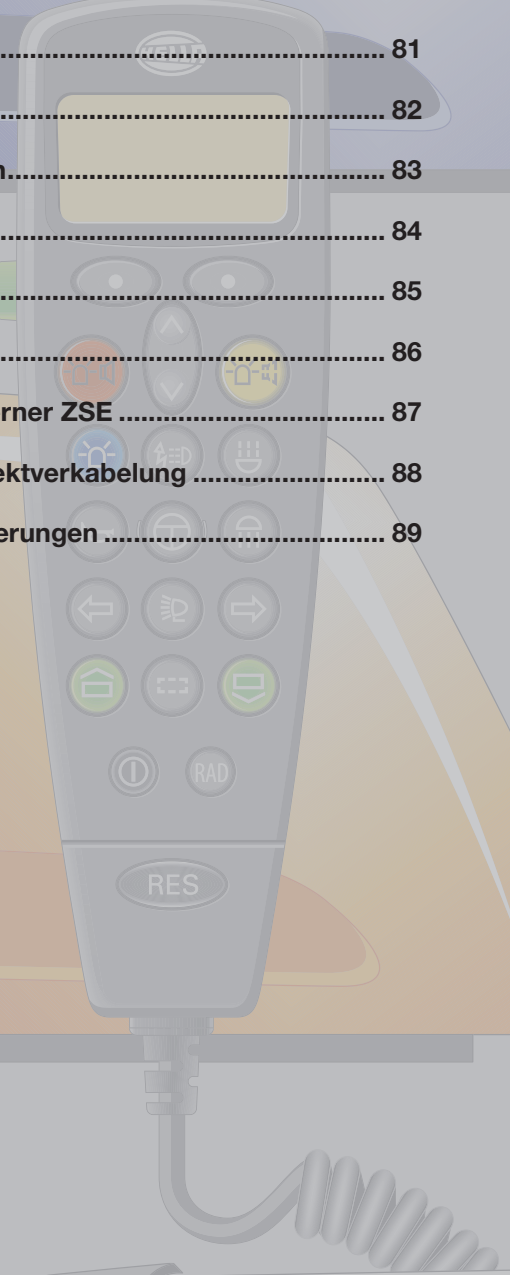 HELLA
........ 81
........ 82
n........ 83
........ 84
........ 85
........ 86
rner ZSE ........ 87
ektverkabelung ........ 88
erungen ........ 89
RAD
RES